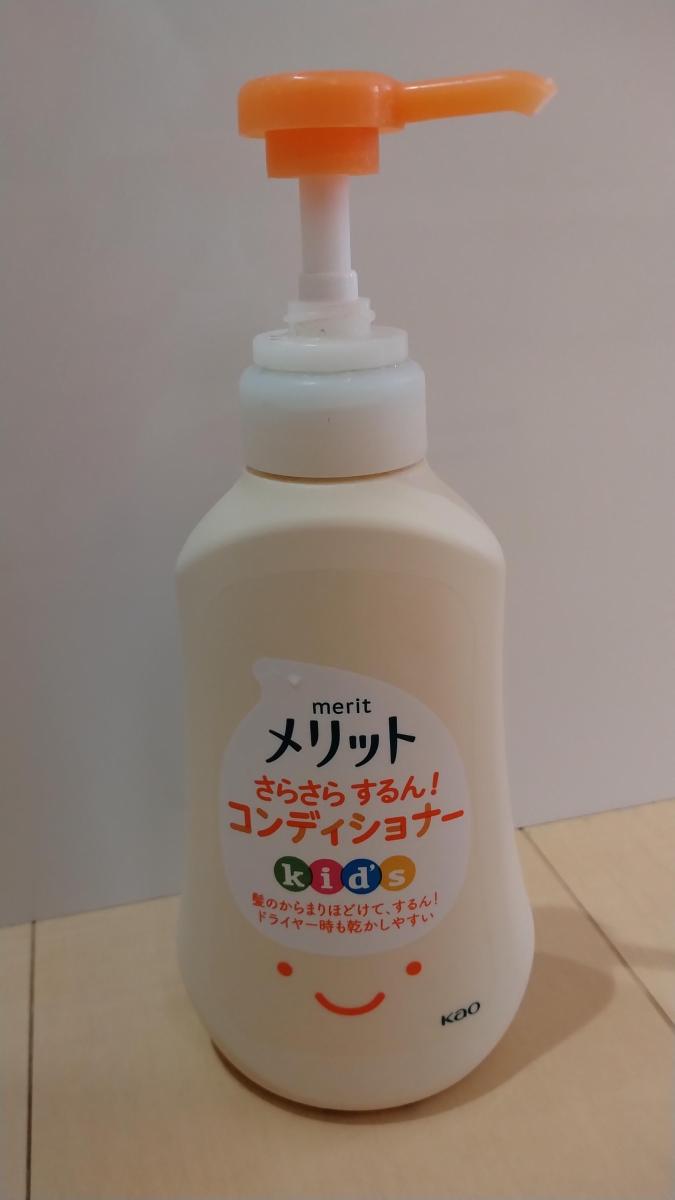 merit
メリット
さらさら するん!
コンディショナー
kid's
髪のからまりほどけて、するん!
ドライヤー時も乾かしやすい
Kao